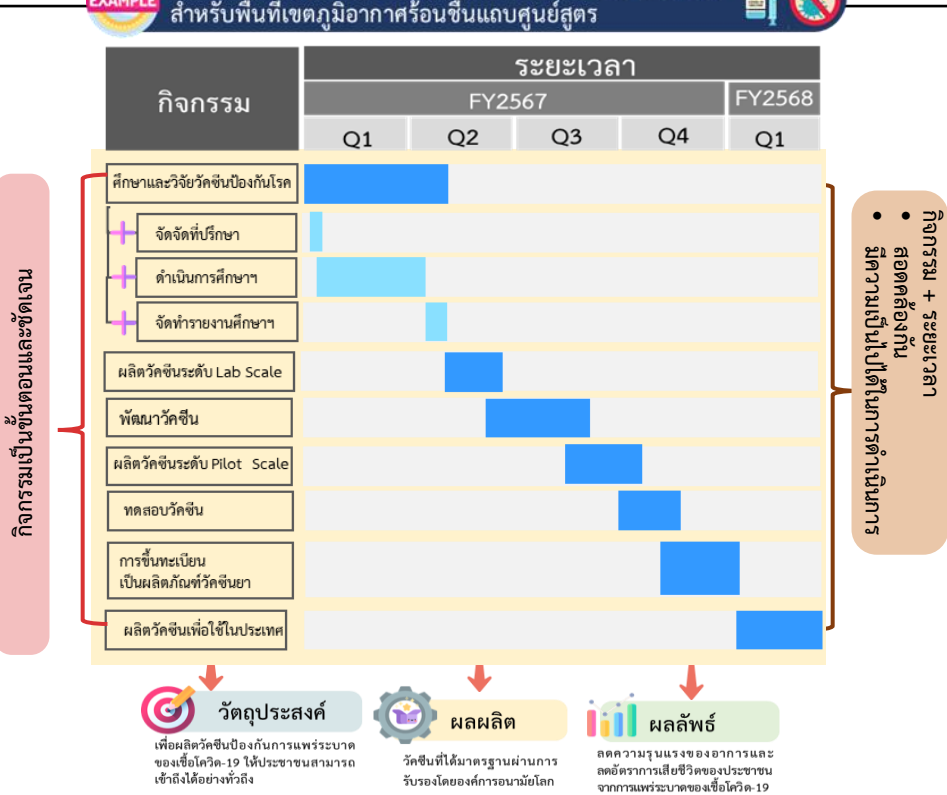 EXAMPLE
สำหรับพื้นที่เขตภูมิอากาศร้อนชื้นแถบศูนย์สูตร
กิจกรรม
ระยะเวลา
FY2567
FY2568
Q1
Q2
Q3
Q4
Q1
ศึกษาและวิจัยวัคซีนป้องกันโรค
จัดจัดที่ปรึกษา
ดำเนินการศึกษาฯ
จัดทำรายงานศึกษาฯ
ผลิตวัคซีนระดับ Lab Scale
พัฒนาวัคซีน
ผลิตวัคซีนระดับ Pilot Scale
ทดสอบวัคซีน
การขึ้นทะเบียน
เป็นผลิตภัณฑ์วัคซีนยา
ผลิตวัคซีนเพื่อใช้ในประเทศ
กิจกรรมเป็นขั้นตอนและชัดเจน
กิจกรรม + ระยะเวลา
• สอดคล้องกัน
• มีความเป็นไปได้ในการดำเนินการ
วัตถุประสงค์
เพื่อผลิตวัคซีนป้องกันการแพร่ระบาด
ของเชื้อโควิด-19 ให้ประชาชนสามารถ
เข้าถึงได้อย่างทั่วถึง
ผลผลิต
วัคซีนที่ได้มาตรฐานผ่านการ
รับรองโดยองค์การอนามัยโลก
ผลลัพธ์
ลดความรุนแรงของอาการและ
ลดอัตราการเสียชีวิตของประชาชน
จากการแพร่ระบาดของเชื้อโควิด-19